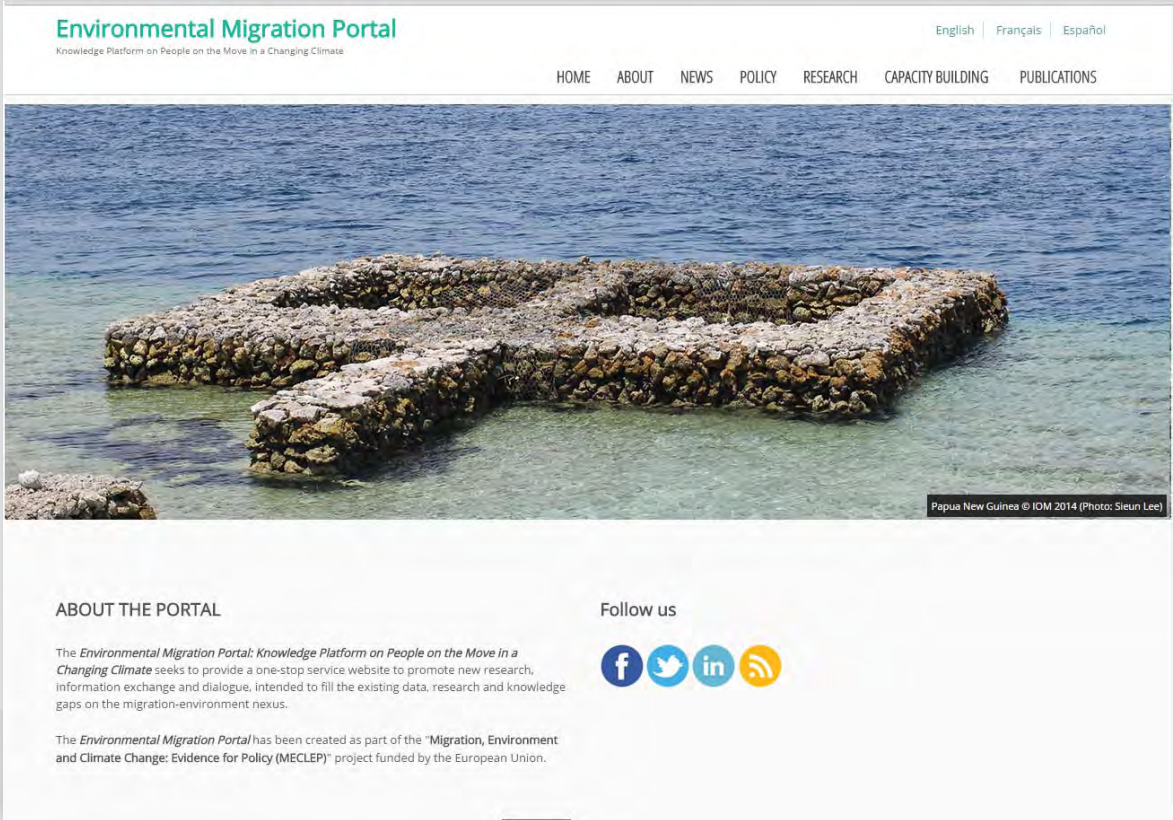 Environmental Migration Portal
Knowledge Platform on People on the Move in a Changing Climate
English
Français
Español
HOME
ABOUT
NEWS
POLICY
RESEARCH
CAPACITY BUILDING
PUBLICATIONS
Papua New Guinea © IOM 2014 (Photo: Sieun Lee)
ABOUT THE PORTAL
The Environmental Migration Portal: Knowledge Platform on People on the Move in a
Changing Climate seeks to provide a one-stop service website to promote new research,
information exchange and dialogue, intended to fill the existing data, research and knowledge
gaps on the migration-environment nexus.
The Environmental Migration Portal has been created as part of the "Migration, Environment
and Climate Change: Evidence for Policy (MECLEP)" project funded by the European Union.
Follow us
f
in